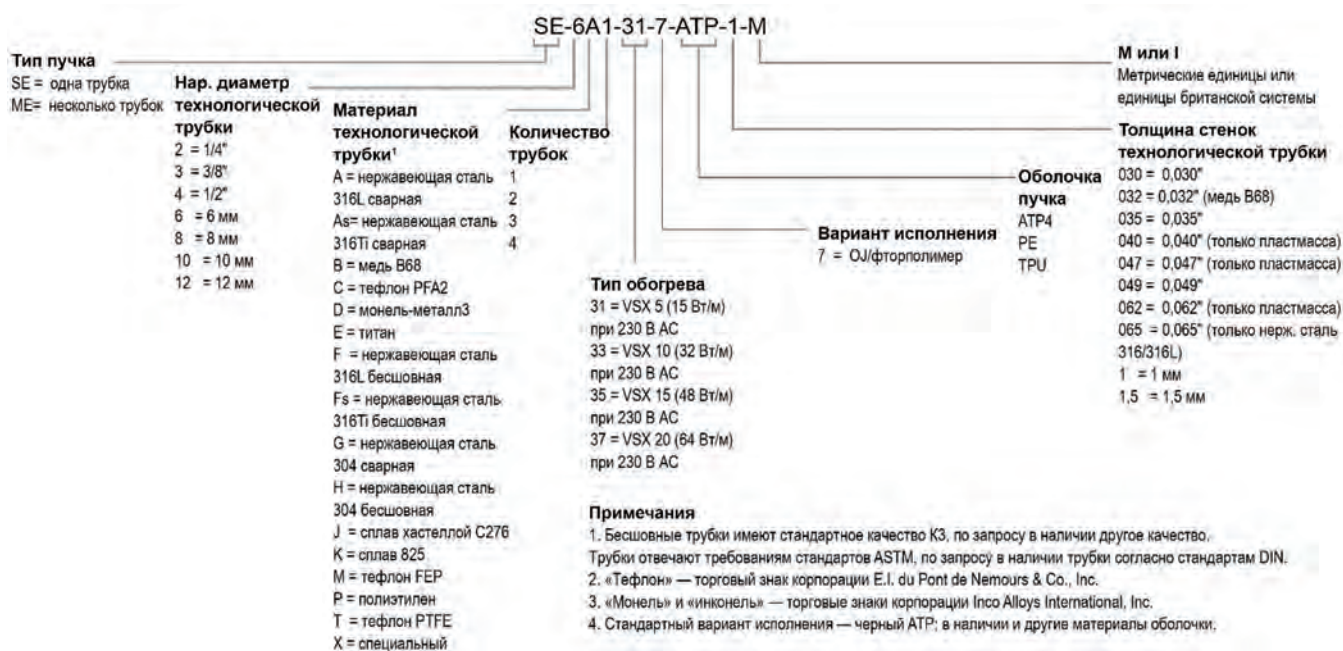 SE-6A1-31-7-ATP-1-M
Тип пучка
SE = одна трубка
ME= несколько трубок
Нар. диаметр
технологической
трубки
2 = 1/4"
3 = 3/8"
4 = 1/2"
6 = 6 мм
8 = 8 мм
10 = 10 мм
12 = 12 мм
Материал
технологической
трубки1
A = нержавеющая сталь
316L сварная
As= нержавеющая сталь
316Ti сварная
B = медь B68
C = тефлон PFA2
D = монель-металл3
E = титан
F = нержавеющая сталь
316L бесшовная
Fs = нержавеющая сталь
316Ti бесшовная
G = нержавеющая сталь
304 сварная
H = нержавеющая сталь
304 бесшовная
J = сплав хастеллой C276
K = сплав 825
M = тефлон FEP
P = полиэтилен
T = тефлон PTFE
X = специальный
Количество
трубок
1
2
3
4
Тип обогрева
31 = VSX 5 (15 Вт/м)
при 230 В AC
33 = VSX 10 (32 Вт/м)
при 230 В AC
35 = VSX 15 (48 Вт/м)
при 230 В AC
37 = VSX 20 (64 Вт/м)
при 230 В AC
Вариант исполнения
7 = OJ/фторполимер
Оболочка
пучка
ATP4
PE
TPU
М или I
Метрические единицы или
единицы британской системы
Толщина стенок
технологической трубки
030 = 0,030"
032 = 0,032" (медь B68)
035 = 0,035"
040 = 0,040" (только пластмасса)
047 = 0,047" (только пластмасса)
049 = 0,049"
062 = 0,062" (только пластмасса)
065 = 0,065" (только нерж. сталь
316/316L)
1 = 1 мм
1,5 = 1,5 мм
Примечания
1. Бесшовные трубки имеют стандартное качество К3, по запросу в наличии другое качество.
Трубки отвечают требованиям стандартов ASTM, по запросу в наличии трубки согласно стандартам DIN.
2. «Тефлон» — торговый знак корпорации E.I. du Pont de Nemours & Co., Inc.
3. «Монель» и «инконель» — торговые знаки корпорации Inco Alloys International, Inc.
4. Стандартный вариант исполнения — черный ATP; в наличии и другие материалы оболочки.